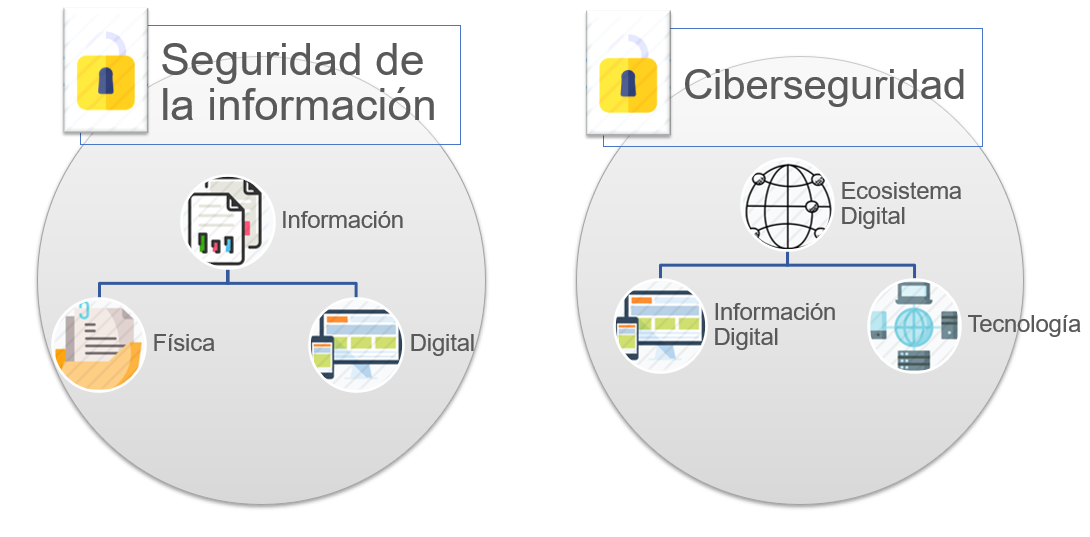 Seguridad de
la información
Información
Física
Digital
Ciberseguridad
Ecosistema
Digital
Información
Digital
Tecnología